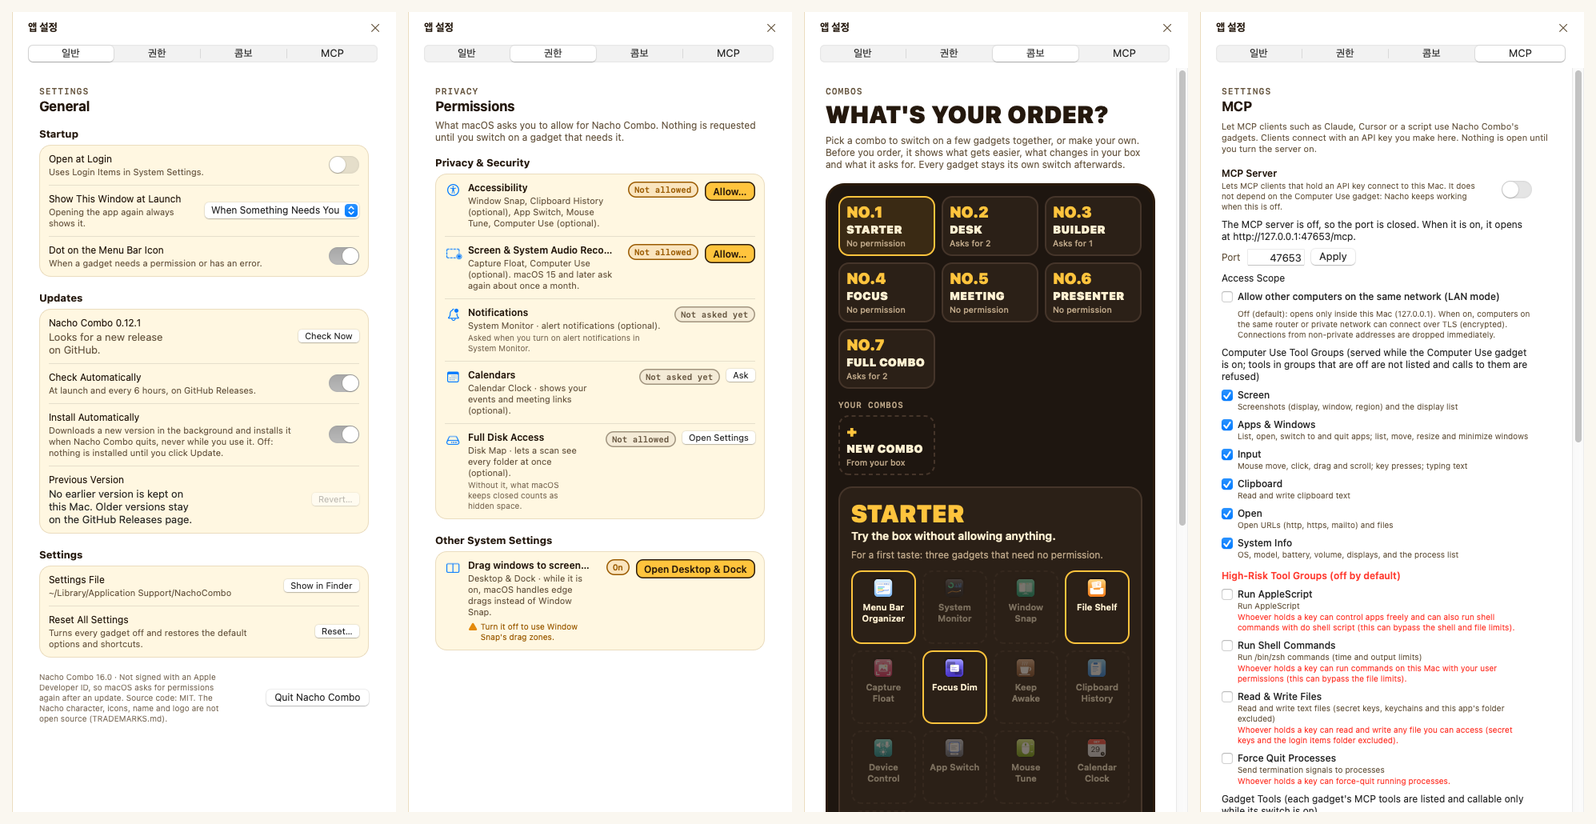 앱 설정
일반
권한
콤보
MCP
SETTINGS
General
Startup
Open at Login
Uses Login Items in System Settings.
Show This Window at Launch
Opening the app again always
shows it.
When Something Needs You
Dot on the Menu Bar Icon
When a gadget needs a permission or has an error.
Updates
Nacho Combo 0.12.1
Looks for a new release
on GitHub.
Check Now
Check Automatically
At launch and every 6 hours, on GitHub Releases.
Install Automatically
Downloads a new version in the background and installs it
when Nacho Combo quits, never while you use it. Off:
nothing is installed until you click Update.
Previous Version
No earlier version is kept on
this Mac. Older versions stay
on the GitHub Releases page.
Revert...
Settings
Settings File
~/Library/Application Support/NachoCombo
Show in Finder
Reset All Settings
Turns every gadget off and restores the default
options and shortcuts.
Reset...
Nacho Combo 16.0 · Not signed with an Apple
Developer ID, so macOS asks for permissions
again after an update. Source code: MIT. The
Nacho character, icons, name and logo are not
open source (TRADEMARKS.md).
Quit Nacho Combo
앱 설정
일반
권한
콤보
MCP
PRIVACY
Permissions
What macOS asks you to allow for Nacho Combo. Nothing is requested
until you switch on a gadget that needs it.
Privacy & Security
Accessibility
Window Snap, Clipboard History
(optional), App Switch, Mouse
Tune, Computer Use (optional).
Not allowed
Allow...
Screen & System Audio Reco...
Capture Float, Computer Use
(optional). macOS 15 and later ask
again about once a month.
Not allowed
Allow...
Notifications
System Monitor · alert notifications (optional).
Asked when you turn on alert notifications in
System Monitor.
Not asked yet
Calendars
Calendar Clock · shows your
events and meeting links
(optional).
Not asked yet
Ask
Full Disk Access
Disk Map · lets a scan see
every folder at once
(optional).
Without it, what macOS
keeps closed counts as
hidden space.
Not allowed
Open Settings
Other System Settings
Drag windows to screen...
Desktop & Dock · while it is
on, macOS handles edge
drags instead of Window
Snap.
Turn it off to use Window
Snap's drag zones.
On
Open Desktop & Dock
앱 설정
일반
권한
콤보
MCP
COMBOS
WHAT'S YOUR ORDER?
Pick a combo to switch on a few gadgets together, or make your own.
Before you order, it shows what gets easier, what changes in your box
and what it asks for. Every gadget stays its own switch afterwards.
NO.1
STARTER
No permission
NO.2
DESK
Asks for 2
NO.3
BUILDER
Asks for 1
NO.4
FOCUS
No permission
NO.5
MEETING
No permission
NO.6
PRESENTER
No permission
NO.7
FULL COMBO
Asks for 2
YOUR COMBOS
+
NEW COMBO
From your box
STARTER
Try the box without allowing anything.
For a first taste: three gadgets that need no permission.
Menu Bar
Organizer
System
Monitor
Window
Snap
File Shelf
Capture
Float
Focus Dim
Keep
Awake
Clipboard
History
Device
Control
App Switch
Mouse
Tune
29
Calendar
Clock
앱 설정
일반
권한
콤보
MCP
SETTINGS
MCP
Let MCP clients such as Claude, Cursor or a script use Nacho Combo's
gadgets. Clients connect with an API key you make here. Nothing is open until
you turn the server on.
MCP Server
Lets MCP clients that hold an API key connect to this Mac. It does
not depend on the Computer Use gadget: Nacho keeps working
when this is off.
The MCP server is off, so the port is closed. When it is on, it opens
at http://127.0.0.1:47653/mcp.
Port
47653
Apply
Access Scope
Allow other computers on the same network (LAN mode)
Off (default): opens only inside this Mac (127.0.0.1). When on, computers on
the same router or private network can connect over TLS (encrypted).
Connections from non-private addresses are dropped immediately.
Computer Use Tool Groups (served while the Computer Use gadget
is on; tools in groups that are off are not listed and calls to them are
refused)
Screen
Screenshots (display, window, region) and the display list
Apps & Windows
List, open, switch to and quit apps; list, move, resize and minimize windows
Input
Mouse move, click, drag and scroll; key presses; typing text
Clipboard
Read and write clipboard text
Open
Open URLs (http, https, mailto) and files
System Info
OS, model, battery, volume, displays, and the process list
High-Risk Tool Groups (off by default)
Run AppleScript
Run AppleScript
Whoever holds a key can control apps freely and can also run shell
commands with do shell script (this can bypass the shell and file limits).
Run Shell Commands
Run /bin/zsh commands (time and output limits)
Whoever holds a key can run commands on this Mac with your user
permissions (this can bypass the file limits).
Read & Write Files
Read and write text files (secret keys, keychains and this app's folder
excluded)
Whoever holds a key can read and write any file you can access (secret
keys and the login items folder excluded).
Force Quit Processes
Send termination signals to processes
Whoever holds a key can force-quit running processes.
Gadget Tools (each gadget's MCP tools are listed and callable only
while its switch is on)